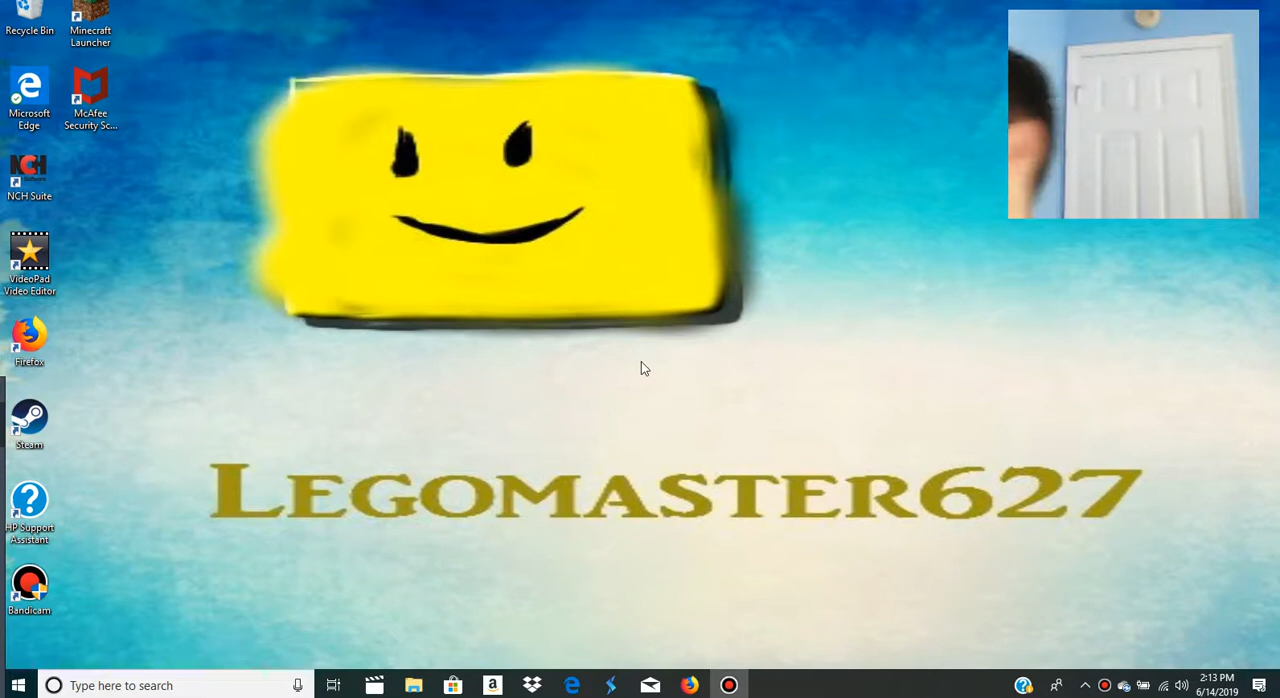 Recycle Bin
Minecraft
Launcher
Microsoft
Edge
McAfee
Security Sc...
NCH
NCH Suite
VideoPad
Video Editor
Firefox
Steam
HP Support
Assistant
Bandicam
LEGOMASTER627
Type here to search
2:13 PM
6/14/2019